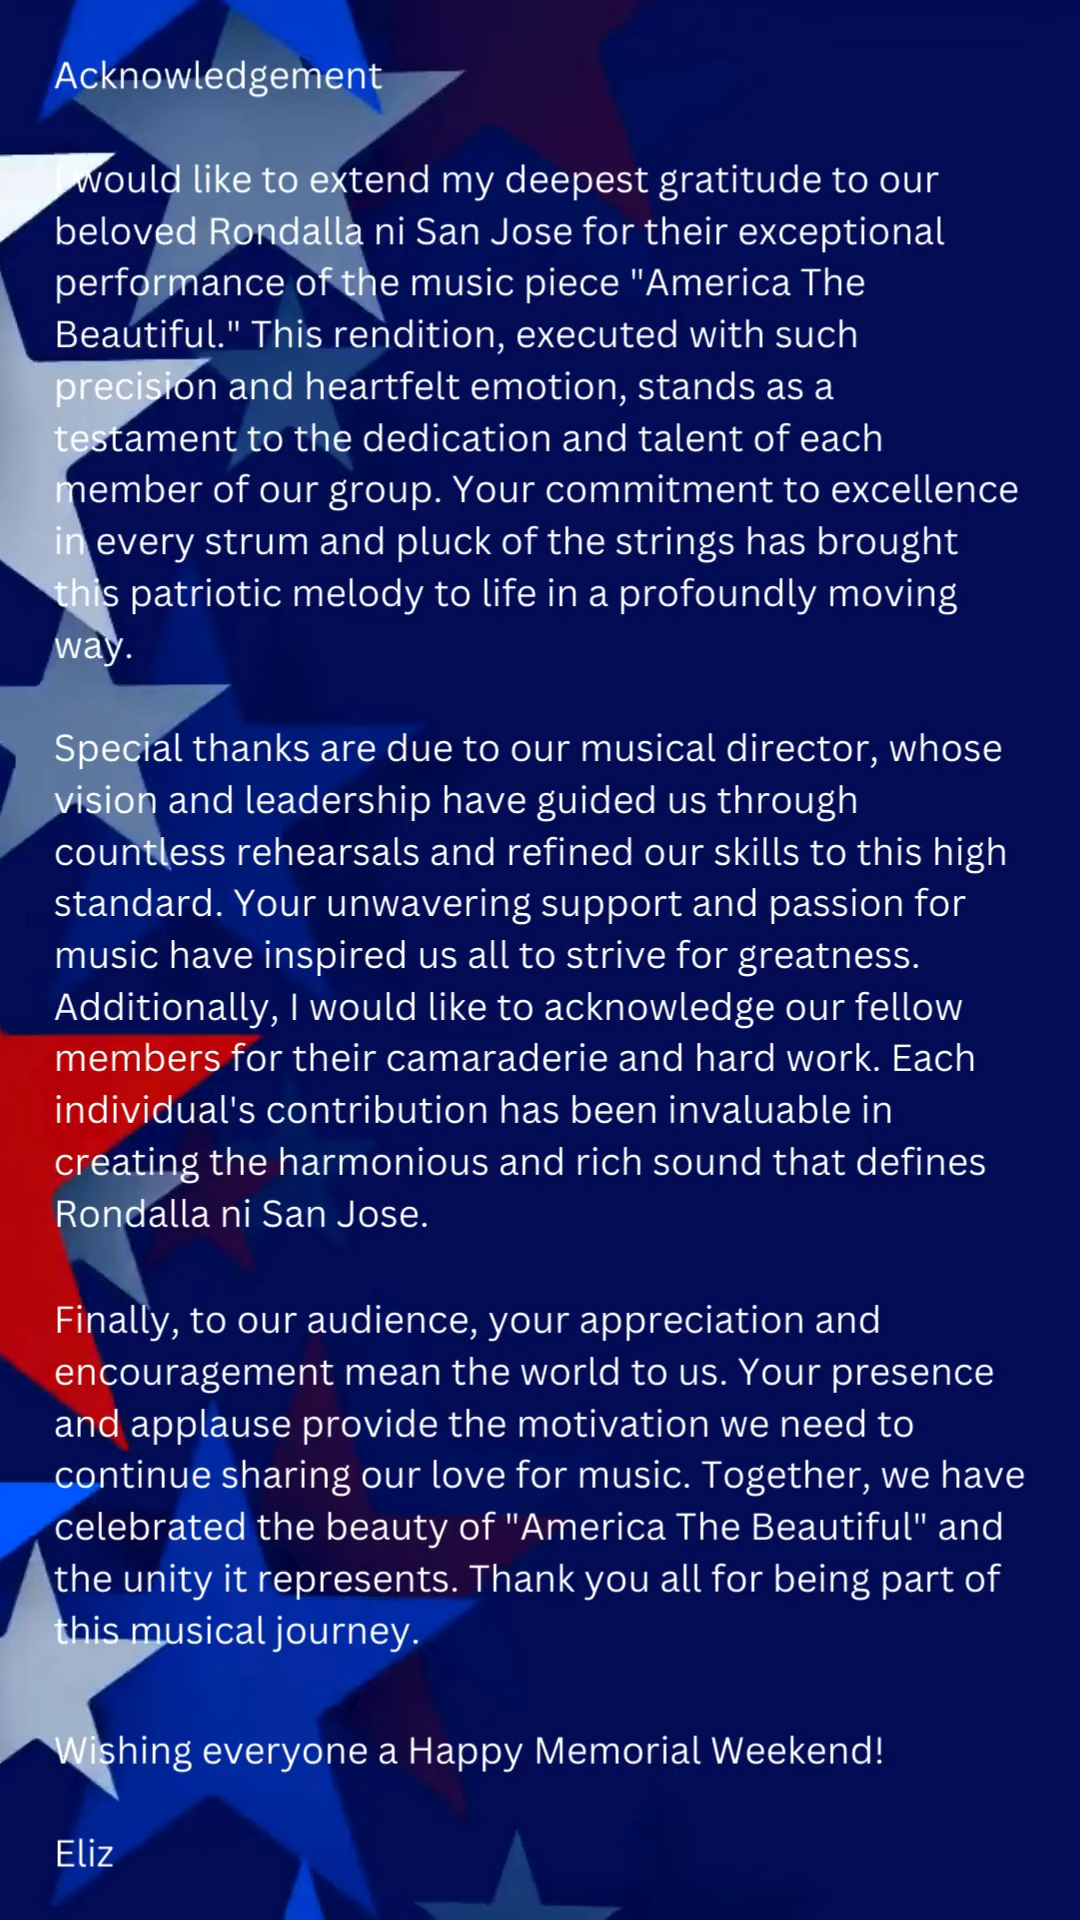 Acknowledgement
I would like to extend my deepest gratitude to our
beloved Rondalla ni San Jose for their exceptional
performance of the music piece "America The
Beautiful." This rendition, executed with such
precision and heartfelt emotion, stands as a
testament to the dedication and talent of each
member of our group. Your commitment to excellence
in every strum and pluck of the strings has brought
this patriotic melody to life in a profoundly moving
way.
Special thanks are due to our musical director, whose
vision and leadership have guided us through
countless rehearsals and refined our skills to this high
standard. Your unwavering support and passion for
music have inspired us all to strive for greatness.
Additionally, I would like to acknowledge our fellow
members for their camaraderie and hard work. Each
individual's contribution has been invaluable in
creating the harmonious and rich sound that defines
Rondalla ni San Jose.
Finally, to our audience, your appreciation and
encouragement mean the world to us. Your presence
and applause provide the motivation we need to
continue sharing our love for music. Together, we have
celebrated the beauty of "America The Beautiful" and
the unity it represents. Thank you all for being part of
this musical journey.
Wishing everyone a Happy Memorial Weekend!
Eliz